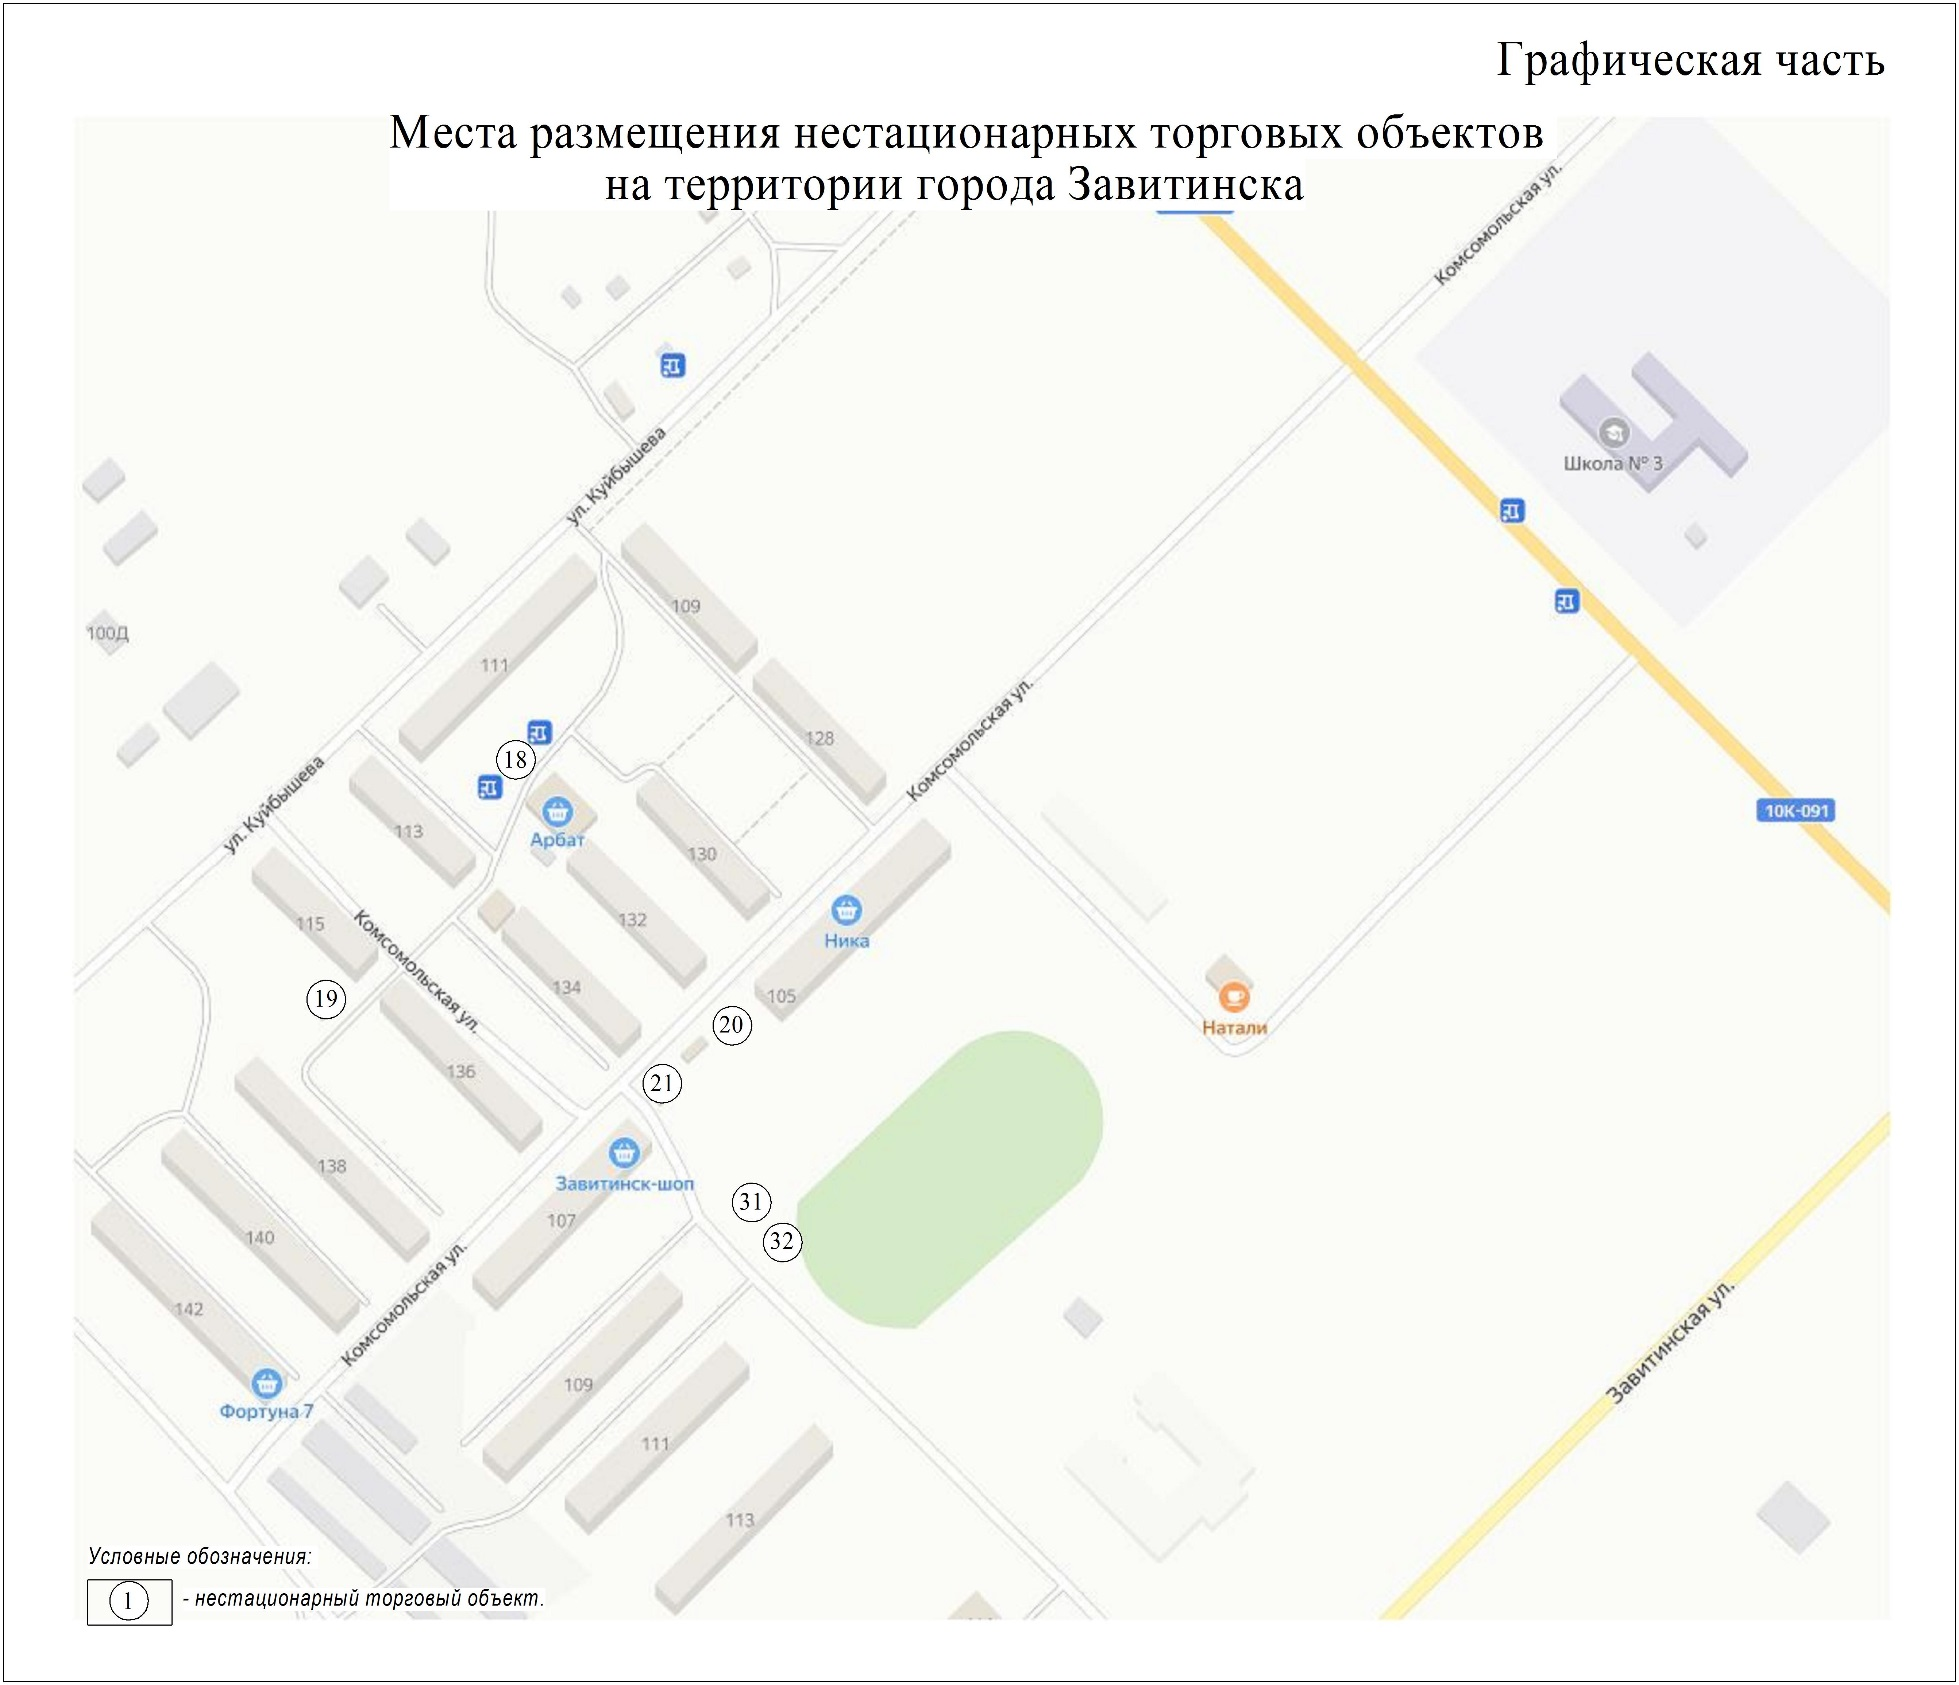 Графическая часть
Места размещения нестационарных торговых объектов
на территории города Завитинска
Комсомольская ул.
Школа № 3
ул. Куйбышева
109
100Д
111
128
Комсомольская ул.
18
ул. Куйбышева
10К-091
113
Арбат
130
115
132
Ника
Комсомольская ул.
134
105
19
20
Натали
136
21
138
Завитинск-шоп
31
107
32
140
142
Комсомольская ул.
Завитинская ул.
109
Фортуна 7
111
113
Условные обозначения:
1 - нестационарный торговый объект.